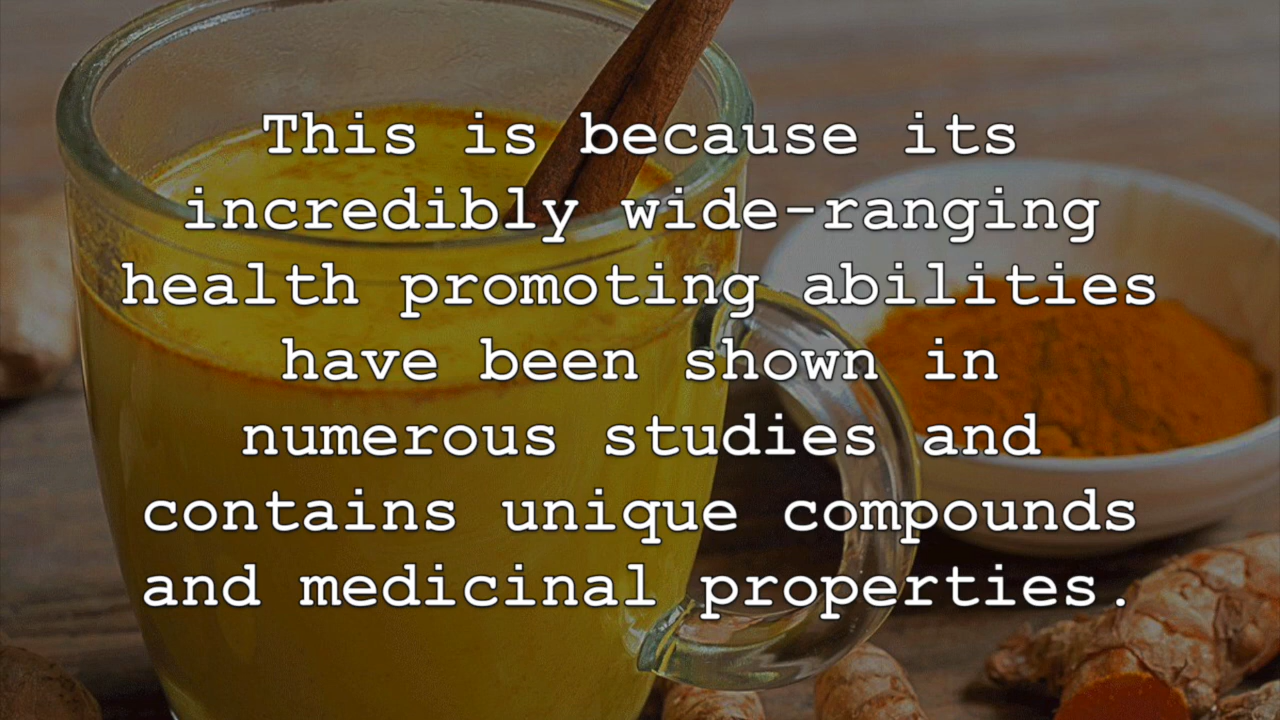 This is because its
incredibly wide-ranging
health promoting abilities
have been shown in
numerous studies and
contains unique compounds
and medicinal properties.